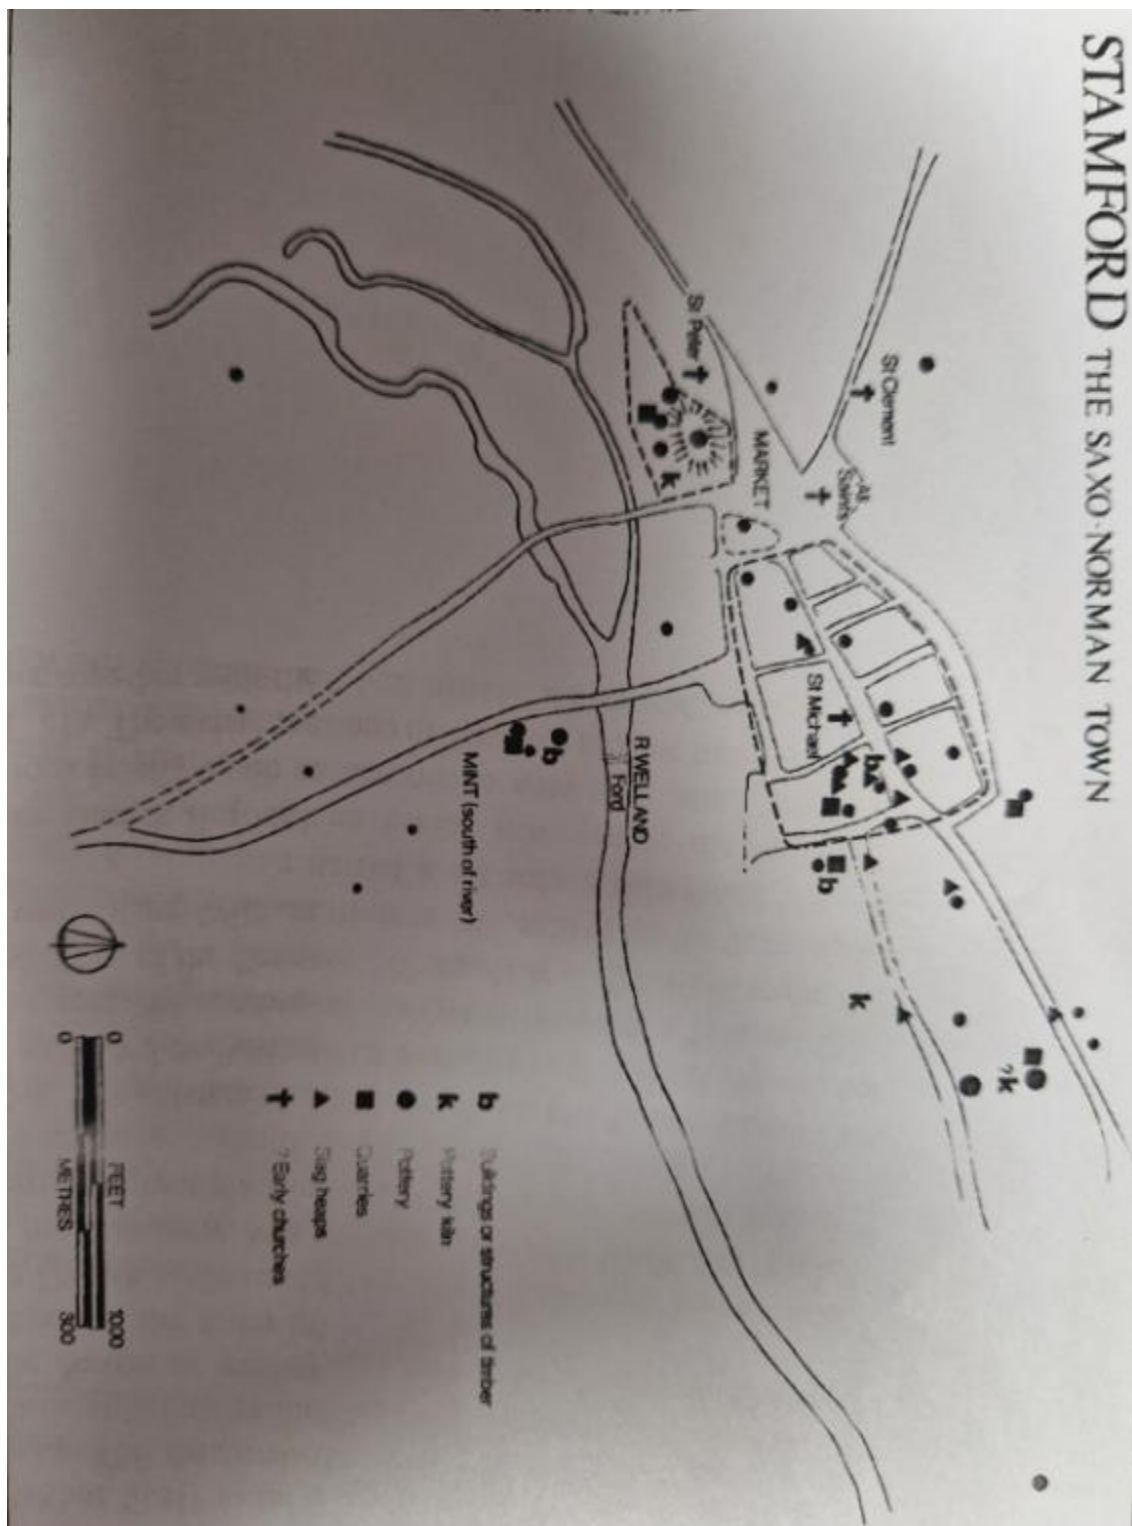 STAMFORD THE SAXO-NORMAN TOWN
St Clement
All
Saints
St Peter
MARKET
St Michael
b
b
k
k
?k
R WELLAND
Ford
b
MINT (south of river)
b Buildings or structures of timber
k Pottery kiln
Pottery
Quarries
Slag heaps
? Early churches
0 FEET 1000
0 METRES 300